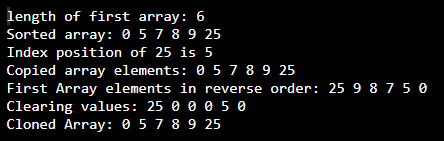 length of first array: 6
Sorted array: 0 5 7 8 9 25
Index position of 25 is 5
Copied array elements: 0 5 7 8 9 25
First Array elements in reverse order: 25 9 8 7 5 0
Clearing values: 25 0 0 0 5 0
Cloned Array: 0 5 7 8 9 25